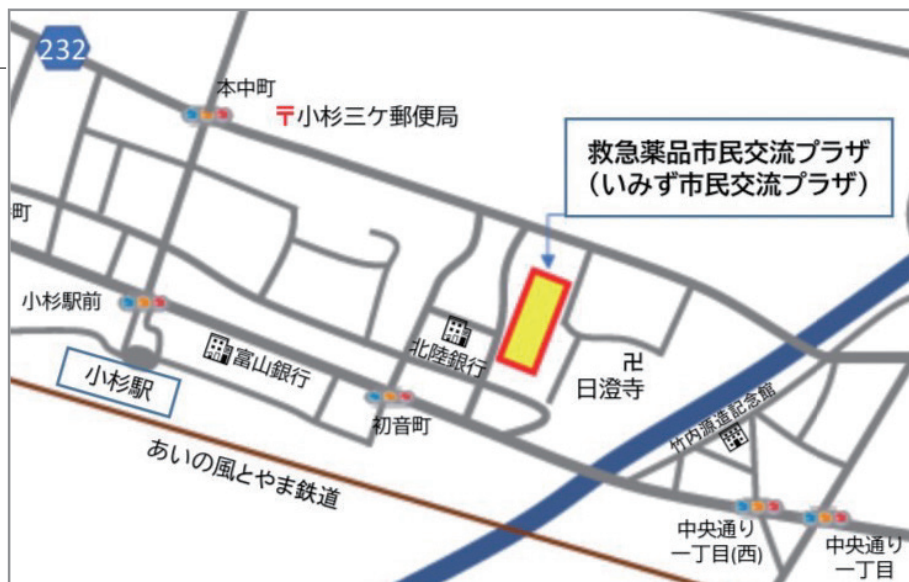 232
本中町
〒小杉三ケ郵便局
救急薬品市民交流プラザ
（いみず市民交流プラザ）
町
小杉駅前
富山銀行
北陸銀行
卍
日澄寺
小杉駅
初音町
竹内源造記念館
あいの風とやま鉄道
中央通り
一丁目(西)
中央通り
一丁目